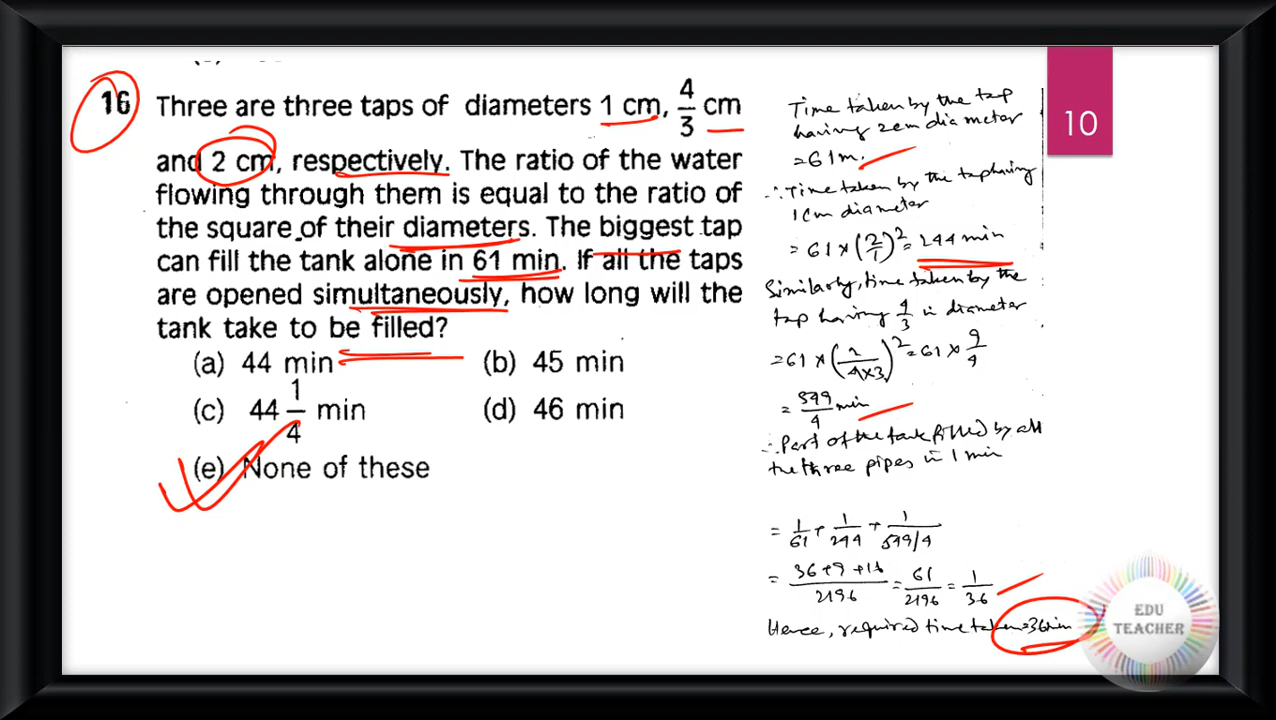 10
16 Three are three taps of diameters 1 cm, 4/3 cm
and 2 cm, respectively. The ratio of the water
flowing through them is equal to the ratio of
the square of their diameters. The biggest tap
can fill the tank alone in 61 min. If all the taps
are opened simultaneously, how long will the
tank take to be filled?
(a) 44 min (b) 45 min
(c) 44 1/4 min (d) 46 min
(e) None of these
Time taken by the tap
having 2cm diameter
= 61m.
∴ Time taken by the tap having
1 cm diameter
= 61 × (2/1)² = 244 min
Similarly, time taken by the
tap having 4/3 in diameter
= 61 × (2/4×3)² = 61 × 9/4
= 549/4 min
∴ Part of the tank filled by all
the three pipes in 1 min
= 1/61 + 1/244 + 1/549/4
= 36+9+16/2196 = 61/2196 = 1/36
Hence, required time taken = 36 min
EDU
TEACHER